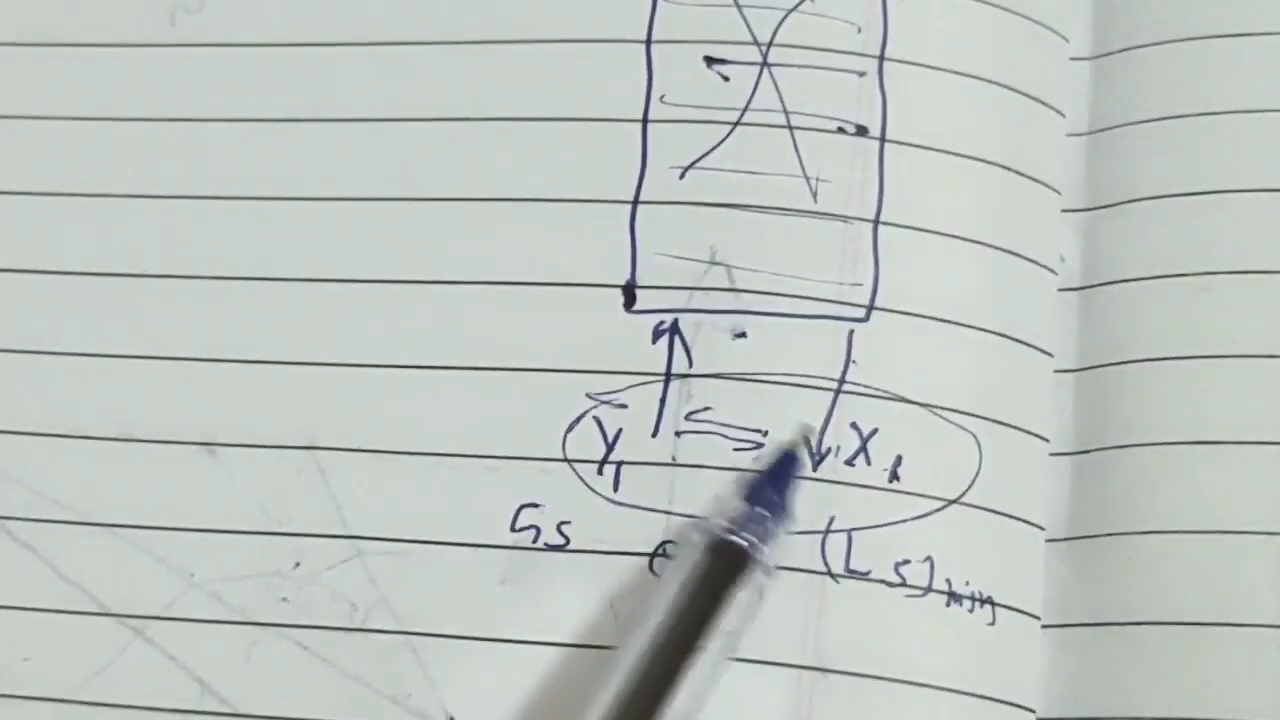 Y₁ ⇌ X₁
Gs (Ls)min